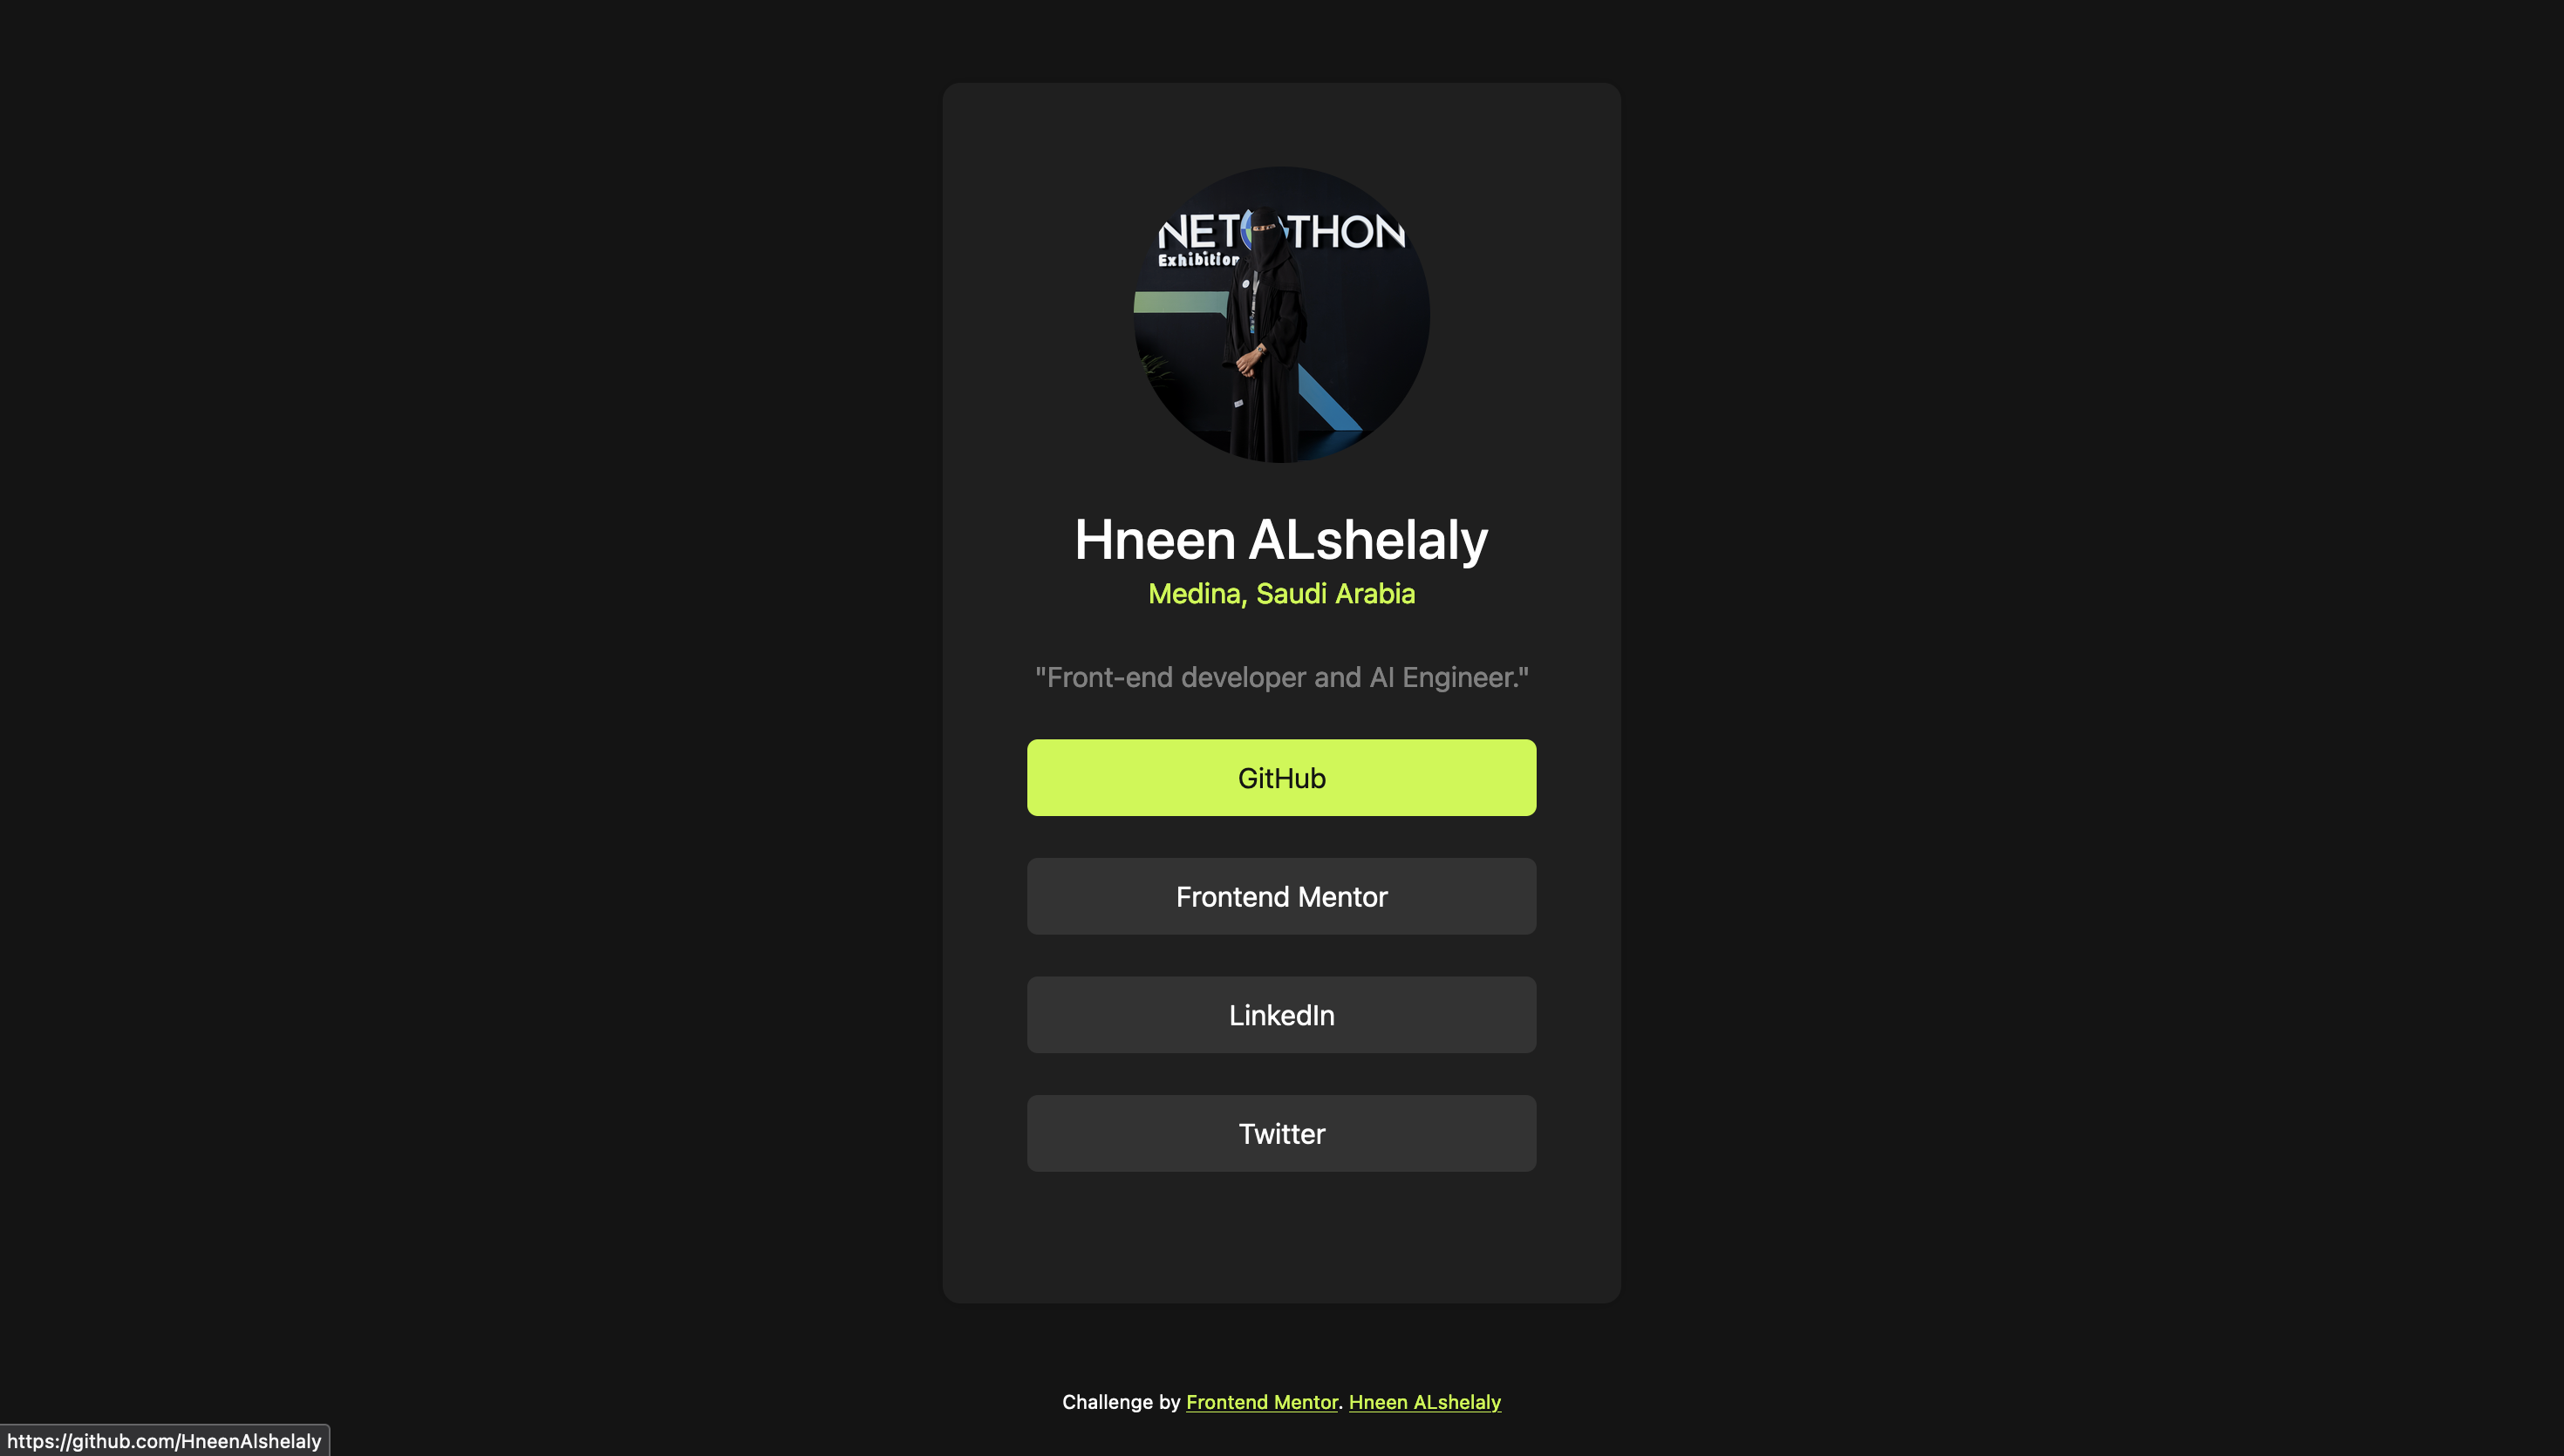 NET THON
Exhibition
Hneen ALshelaly
Medina, Saudi Arabia
"Front-end developer and AI Engineer."
GitHub
Frontend Mentor
LinkedIn
Twitter
Challenge by Frontend Mentor. Hneen ALshelaly
https://github.com/HneenAlshelaly